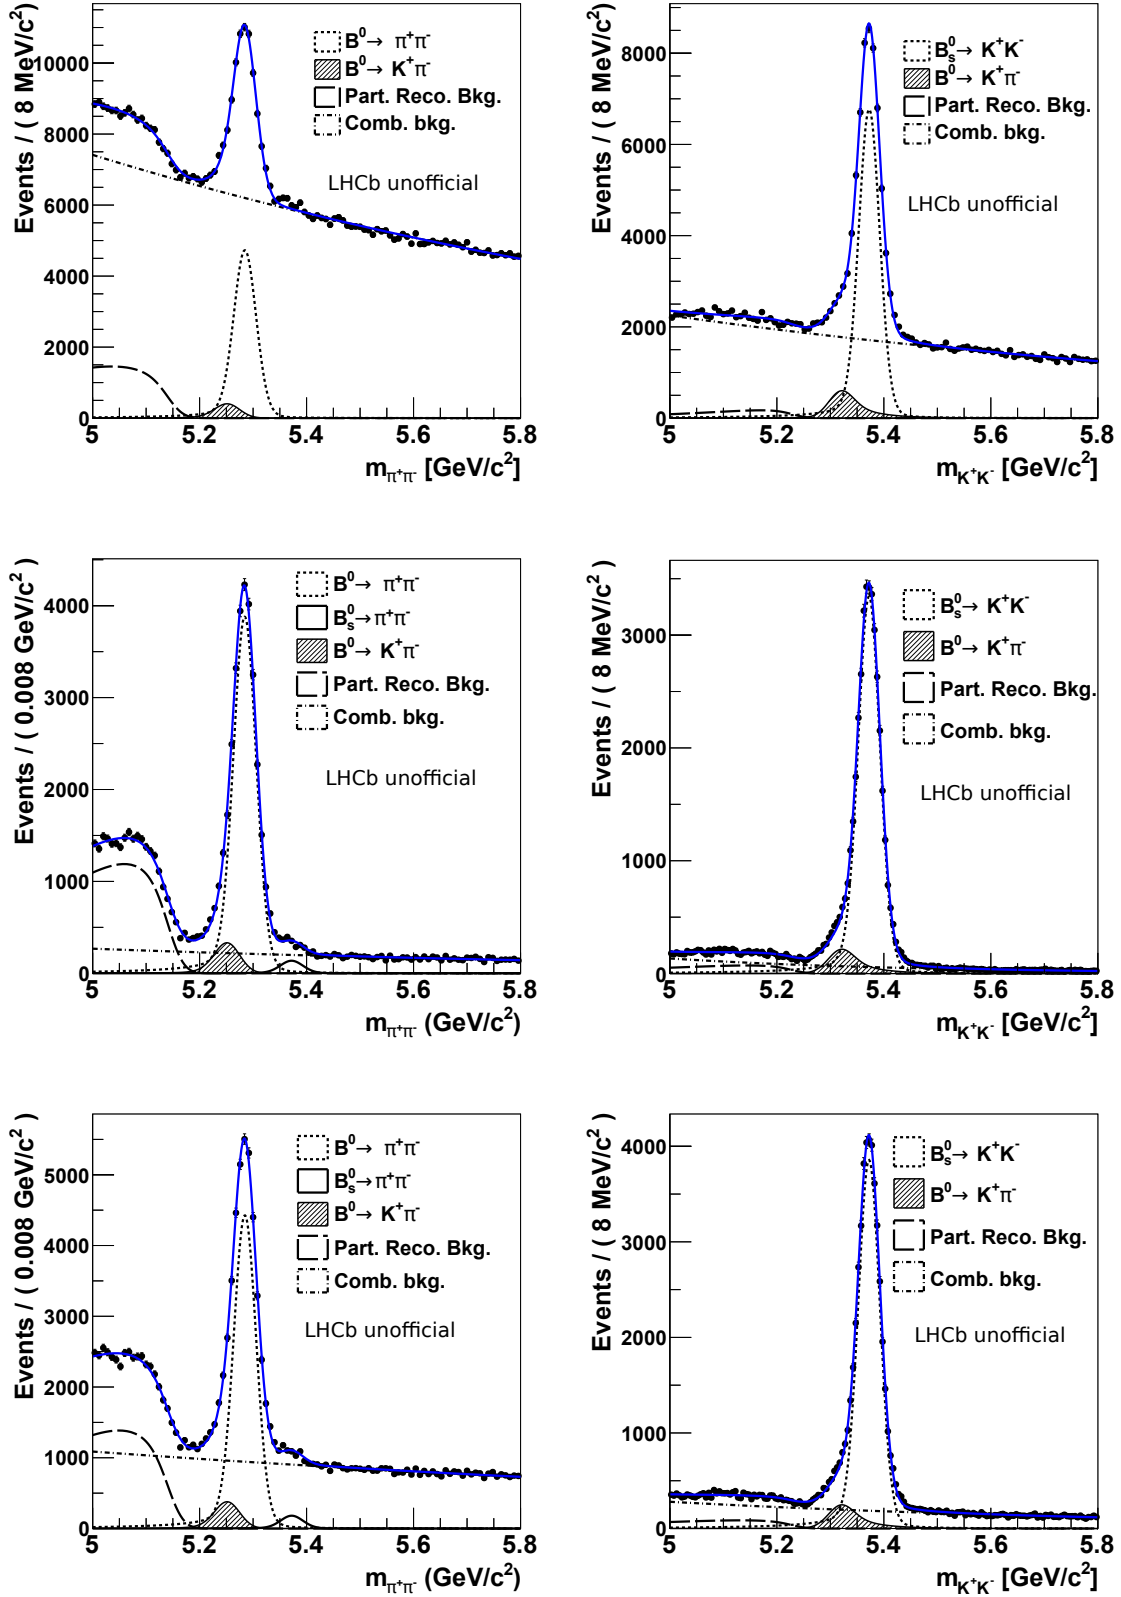 Events / ( 8 MeV/c² )
10000
8000
6000
4000
2000
0
B⁰→ π⁺π⁻
B⁰→ K⁺π⁻
Part. Reco. Bkg.
Comb. bkg.
LHCb unofficial
5 5.2 5.4 5.6 5.8
m_π⁺π⁻ [GeV/c²]
Events / ( 8 MeV/c² )
8000
6000
4000
2000
0
B⁰ₛ→ K⁺K⁻
B⁰→ K⁺π⁻
Part. Reco. Bkg.
Comb. bkg.
LHCb unofficial
5 5.2 5.4 5.6 5.8
m_K⁺K⁻ [GeV/c²]
Events / ( 0.008 GeV/c² )
4000
3000
2000
1000
0
B⁰→ π⁺π⁻
B⁰ₛ→π⁺π⁻
B⁰→ K⁺π⁻
Part. Reco. Bkg.
Comb. bkg.
LHCb unofficial
5 5.2 5.4 5.6 5.8
m_π⁺π⁻ (GeV/c²)
Events / ( 8 MeV/c² )
3000
2000
1000
0
B⁰ₛ→ K⁺K⁻
B⁰→ K⁺π⁻
Part. Reco. Bkg.
Comb. bkg.
LHCb unofficial
5 5.2 5.4 5.6 5.8
m_K⁺K⁻ [GeV/c²]
Events / ( 0.008 GeV/c² )
5000
4000
3000
2000
1000
0
B⁰→ π⁺π⁻
B⁰ₛ→π⁺π⁻
B⁰→ K⁺π⁻
Part. Reco. Bkg.
Comb. bkg.
LHCb unofficial
5 5.2 5.4 5.6 5.8
m_π⁺π⁻ (GeV/c²)
Events / ( 8 MeV/c² )
4000
3000
2000
1000
0
B⁰ₛ→ K⁺K⁻
B⁰→ K⁺π⁻
Part. Reco. Bkg.
Comb. bkg.
LHCb unofficial
5 5.2 5.4 5.6 5.8
m_K⁺K⁻ [GeV/c²]